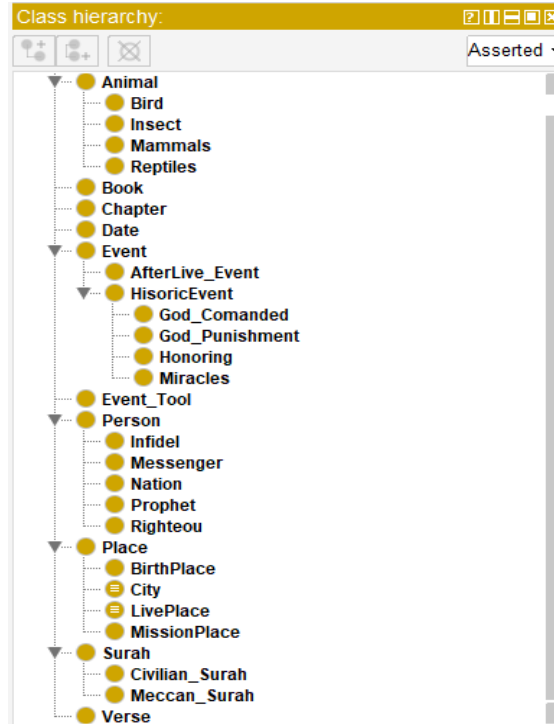 Class hierarchy:
Asserted
Animal
Bird
Insect
Mammals
Reptiles
Book
Chapter
Date
Event
AfterLive_Event
HisoricEvent
God_Comanded
God_Punishment
Honoring
Miracles
Event_Tool
Person
Infidel
Messenger
Nation
Prophet
Righteou
Place
BirthPlace
City
LivePlace
MissionPlace
Surah
Civilian_Surah
Meccan_Surah
Verse